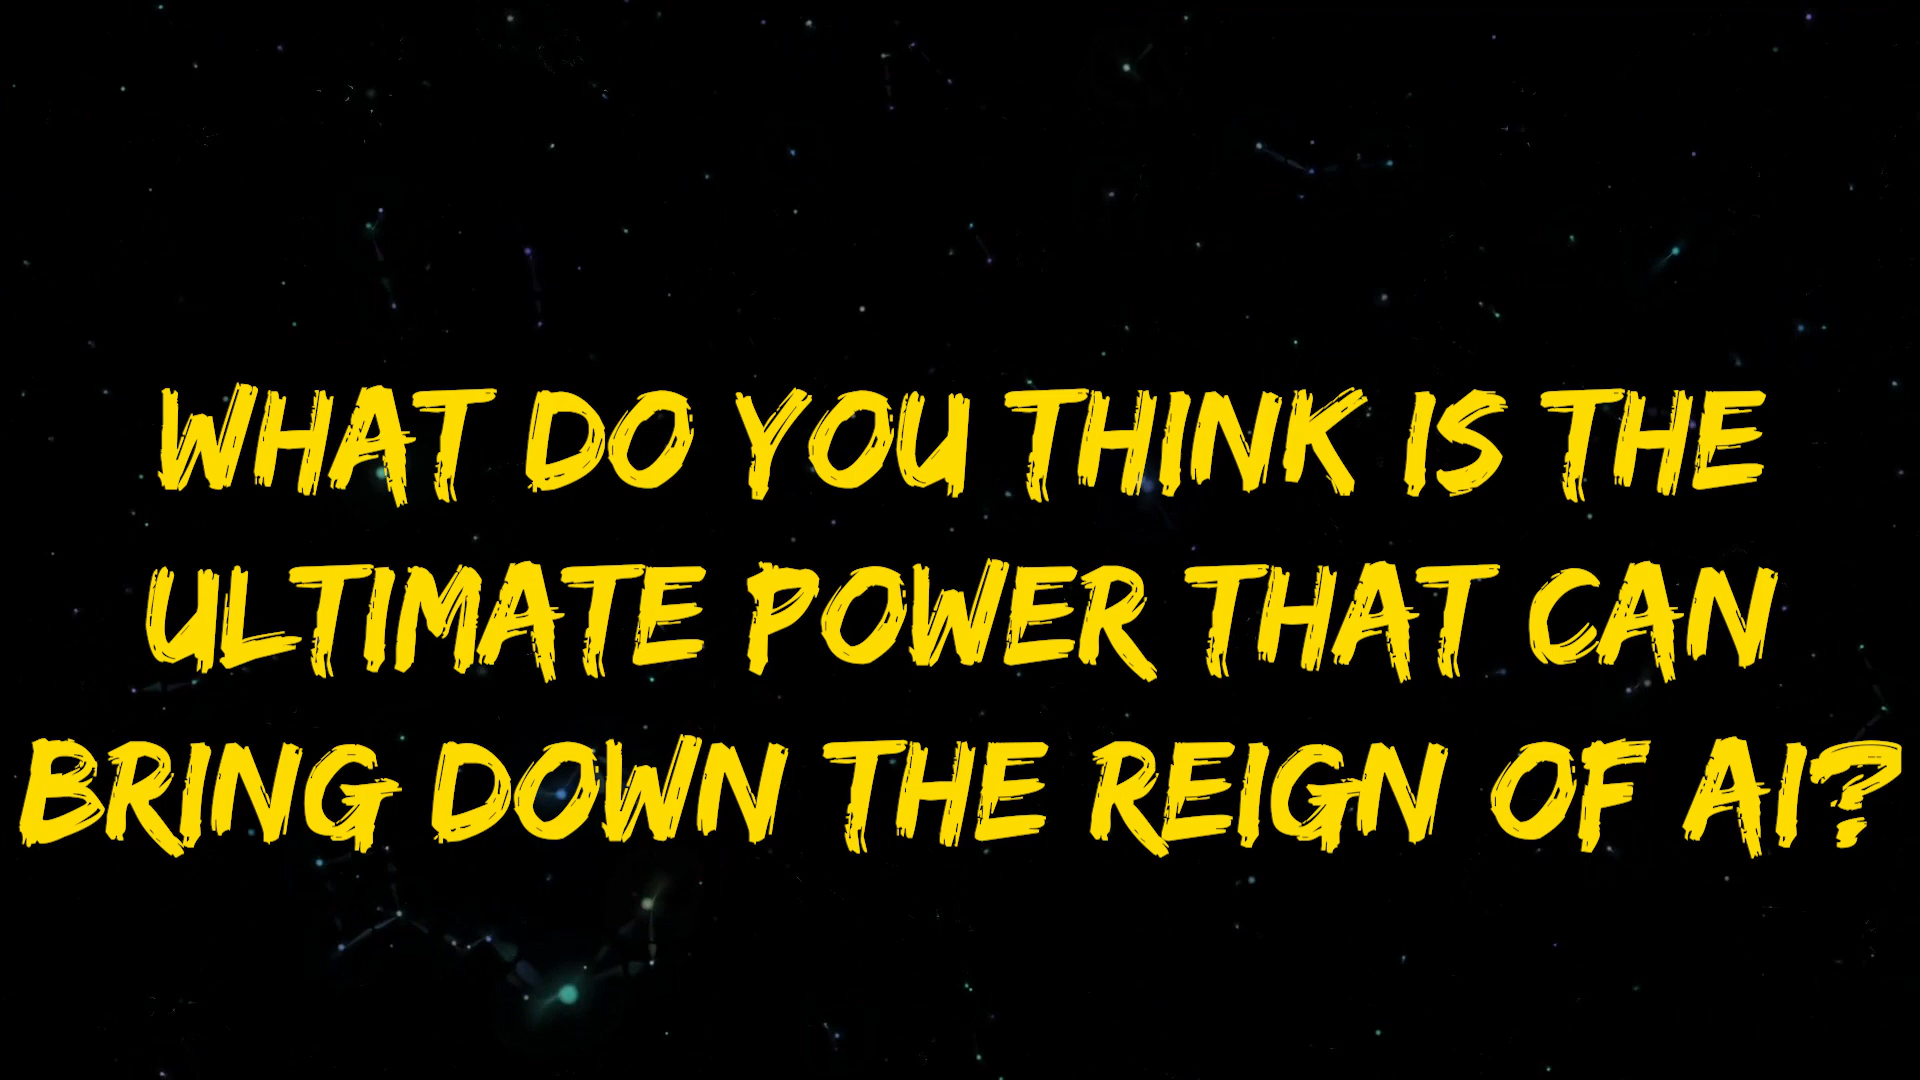 WHAT DO YOU THINK IS THE
ULTIMATE POWER THAT CAN
BRING DOWN THE REIGN OF AI?